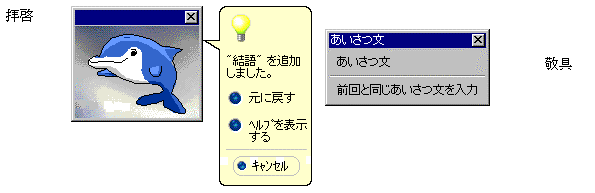 拝啓
"結語"を追加
しました。
元に戻す
ﾍﾙﾌﾟを表示
する
ｷｬﾝｾﾙ
あいさつ文
あいさつ文
前回と同じあいさつ文を入力
敬具